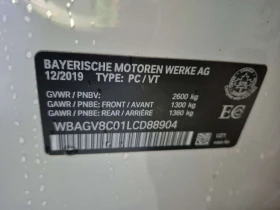 BAYERISCHE MOTOREN WERKE AG
12/2019 TYPE: PC / VT
GVWR / PNBV: 2600 kg
GAWR / PNBE: FRONT / AVANT 1300 kg
GAWR / PNBE: REAR / ARRIÈRE 1360 kg
WBAGV8C01LCD88904